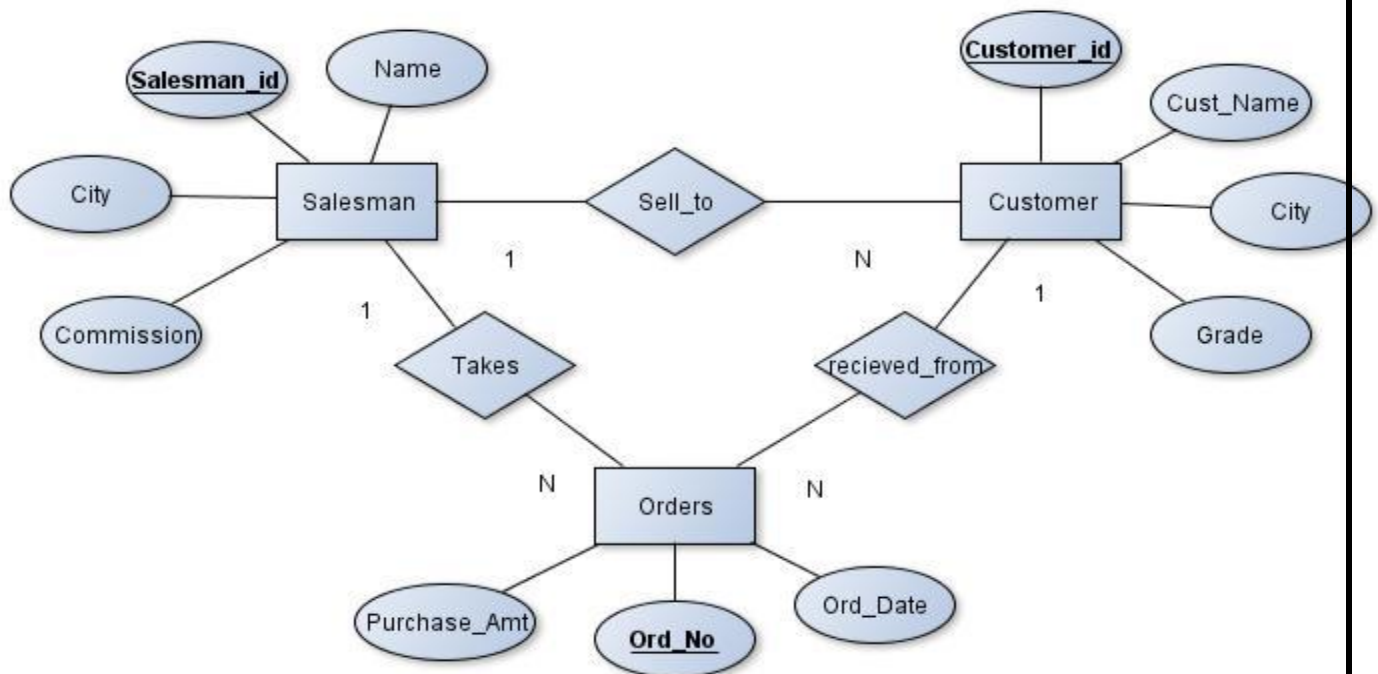 Customer_id
Salesman_id
Name
Cust_Name
City
Salesman
Sell_to
Customer
City
1
N
1
1
Commission
Takes
recieved_from
Grade
N
N
Orders
Purchase_Amt
Ord_No
Ord_Date